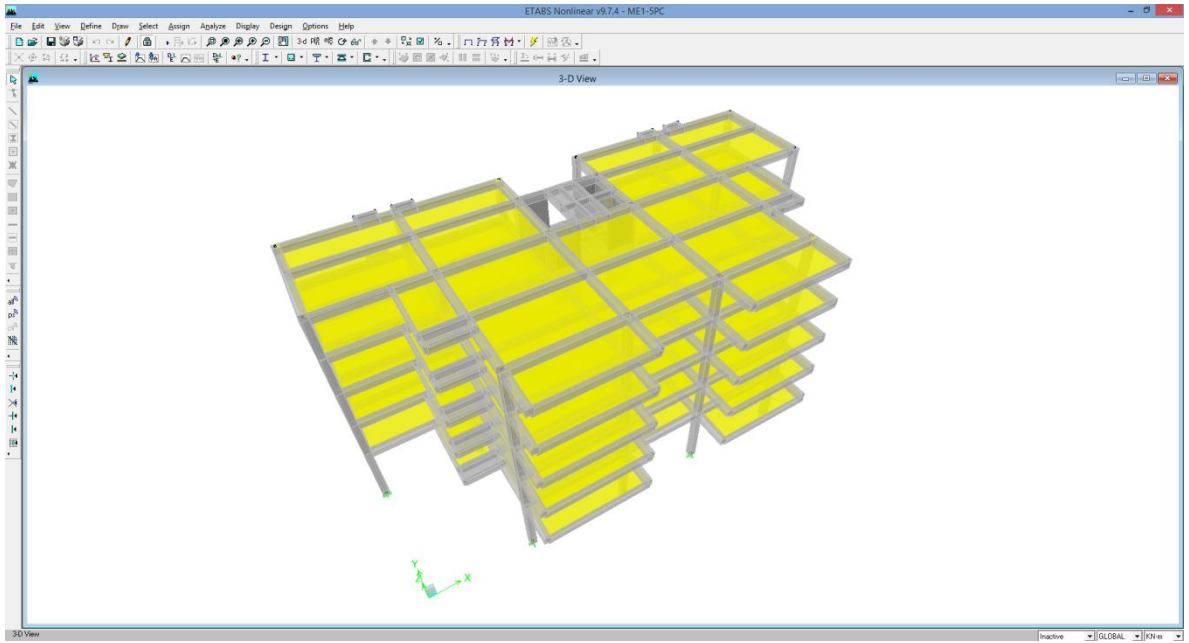 ETABS Nonlinear v9.7.4 - ME1-5PC
File Edit View Define Draw Select Assign Analyze Display Design Options Help
3-d
3-D View
Y
Z X
3-D View
Inactive GLOBAL KN-m